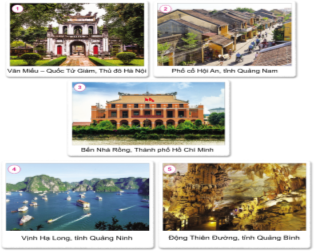 1
Văn Miếu – Quốc Tử Giám, Thủ đô Hà Nội
2
Phố cổ Hội An, tỉnh Quảng Nam
3
Bến Nhà Rồng, Thành phố Hồ Chí Minh
4
Vịnh Hạ Long, tỉnh Quảng Ninh
5
Động Thiên Đường, tỉnh Quảng Bình